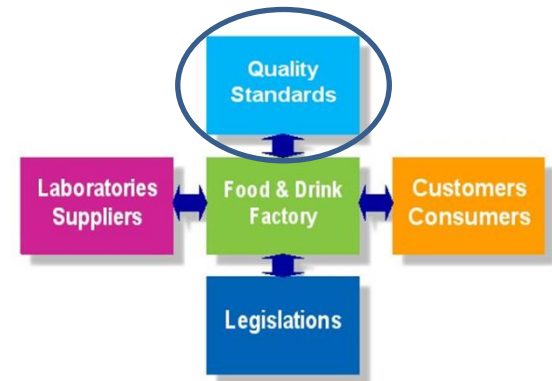 Quality
Standards
Laboratories
Suppliers
Food & Drink
Factory
Customers
Consumers
Legislations